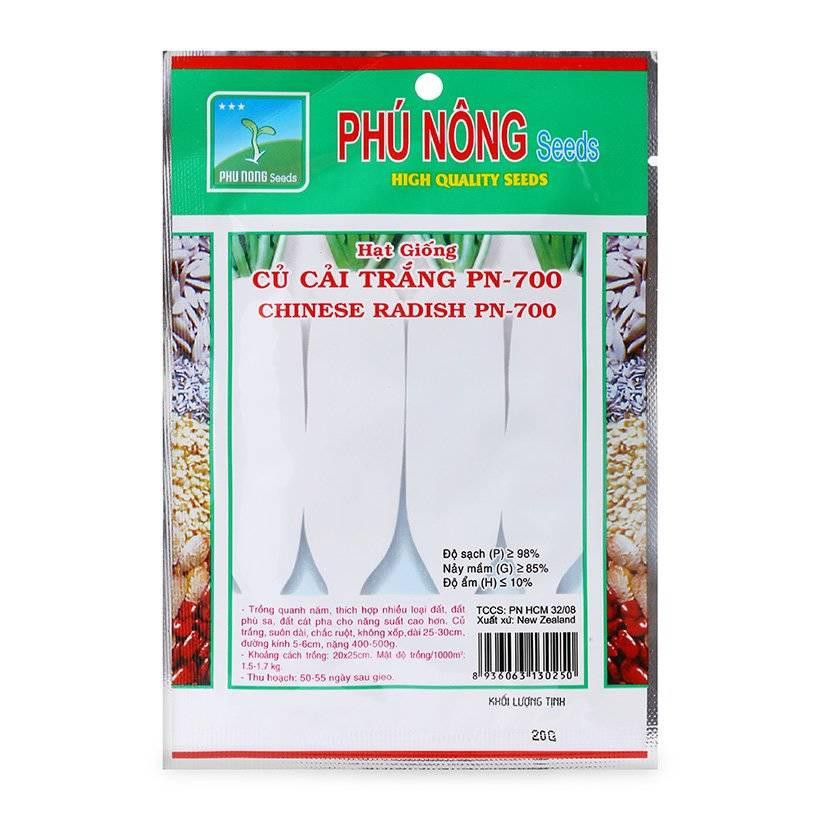 ★★★
PHU NONG Seeds
PHÚ NÔNG Seeds
HIGH QUALITY SEEDS
Hạt Giống
CỦ CẢI TRẮNG PN-700
CHINESE RADISH PN-700
Độ sạch (P) ≥ 98%
Nảy mầm (G) ≥ 85%
Độ ẩm (H) ≤ 10%
- Trồng quanh năm, thích hợp nhiều loại đất, đất
phù sa, đất cát pha cho năng suất cao hơn. Củ
trắng, suôn dài, chắc ruột, không xốp,dài 25-30cm,
đường kính 5-6cm, nặng 400-500g.
- Khoảng cách trồng: 20x25cm. Mật độ trồng/1000m²:
1.5-1.7 kg.
- Thu hoạch: 50-55 ngày sau gieo.
TCCS: PN HCM 32/08
Xuất xứ: New Zealand
8 936063 130250
KHỐI LƯỢNG TỊNH
20G